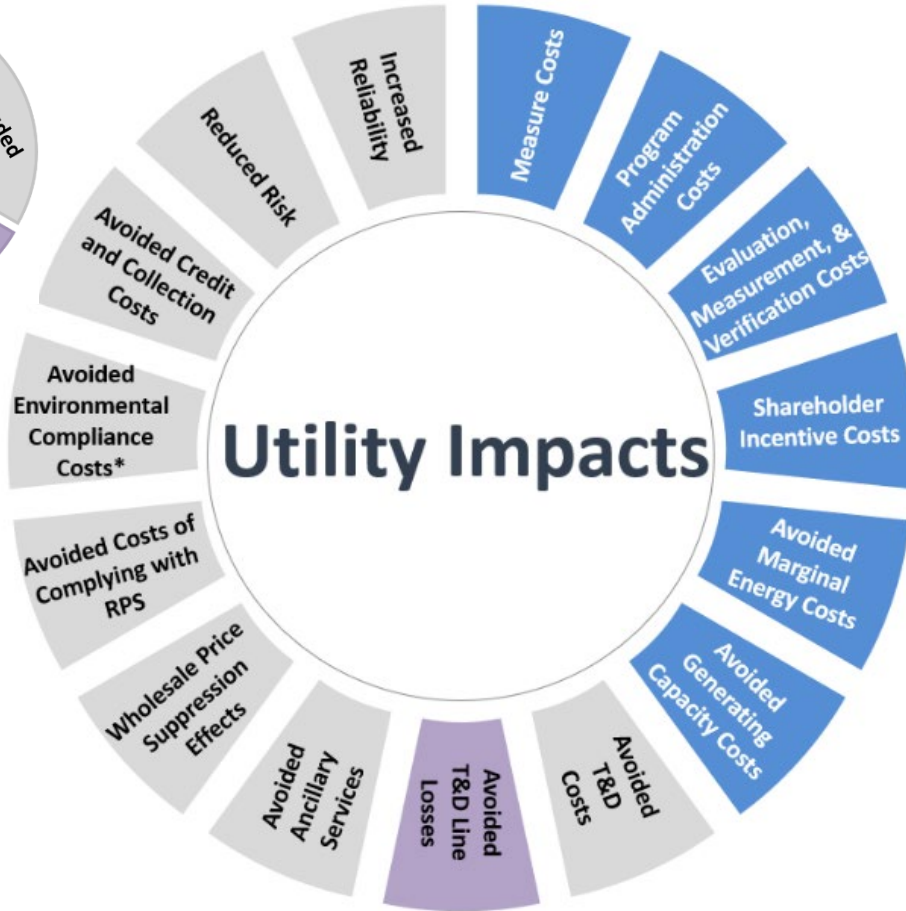 Utility Impacts
Measure Costs
Program
Administration
Costs
Evaluation,
Measurement, &
Verification Costs
Shareholder
Incentive Costs
Avoided
Marginal
Energy Costs
Avoided
Generating
Capacity Costs
Avoided
T&D
Costs
Avoided
T&D Line
Losses
Avoided
Ancillary
Services
Wholesale Price
Suppression
Effects
Avoided Costs of
Complying with
RPS
Avoided
Environmental
Compliance
Costs*
Avoided Credit
and Collection
Costs
Reduced Risk
Increased
Reliability